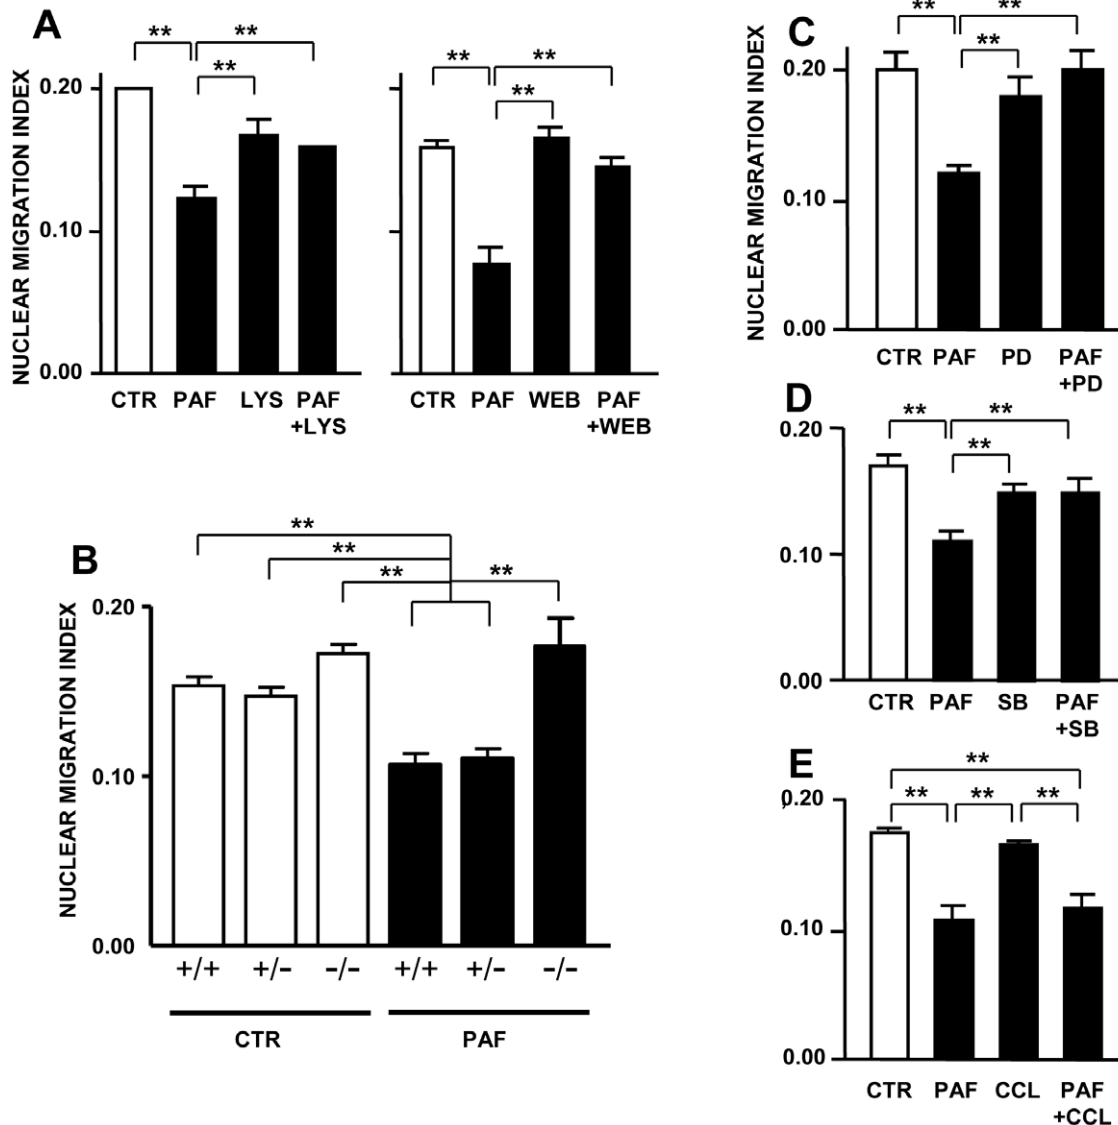 A
** **
**
** **
**
NUCLEAR MIGRATION INDEX
0.20
0.10
0.00
CTR PAF LYS PAF
+LYS
CTR PAF WEB PAF
+WEB
B
**
**
** **
NUCLEAR MIGRATION INDEX
0.20
0.10
0.00
+/+ +/- -/- +/+ +/- -/-
CTR PAF
C
** **
**
NUCLEAR MIGRATION INDEX
0.20
0.10
0.00
CTR PAF PD PAF
+PD
D
** **
**
0.20
0.10
0.00
CTR PAF SB PAF
+SB
E
**
** ** **
0.20
0.10
0.00
CTR PAF CCL PAF
+CCL